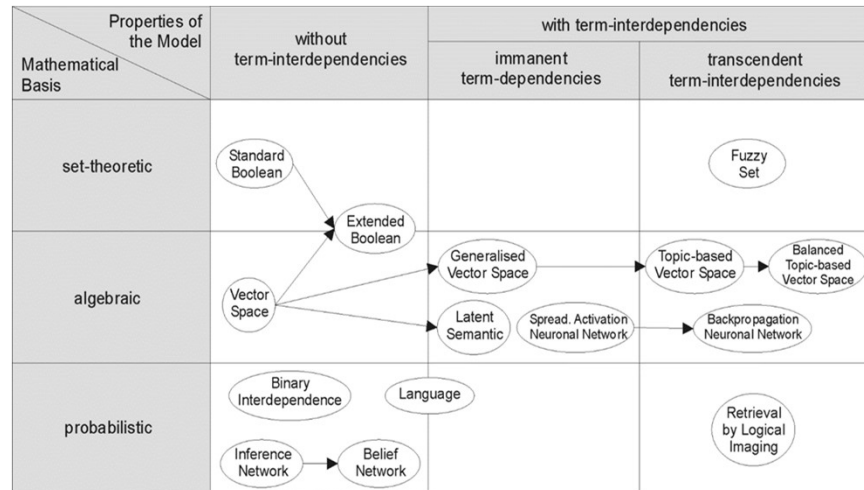 Properties of
the Model
Mathematical
Basis
without
term-interdependencies
with term-interdependencies
immanent
term-dependencies
transcendent
term-interdependencies
set-theoretic
Standard
Boolean
Fuzzy
Set
Extended
Boolean
algebraic
Vector
Space
Generalised
Vector Space
Topic-based
Vector Space
Balanced
Topic-based
Vector Space
Latent
Semantic
Spread. Activation
Neuronal Network
Backpropagation
Neuronal Network
probabilistic
Binary
Interdependence
Language
Retrieval
by Logical
Imaging
Inference
Network
Belief
Network